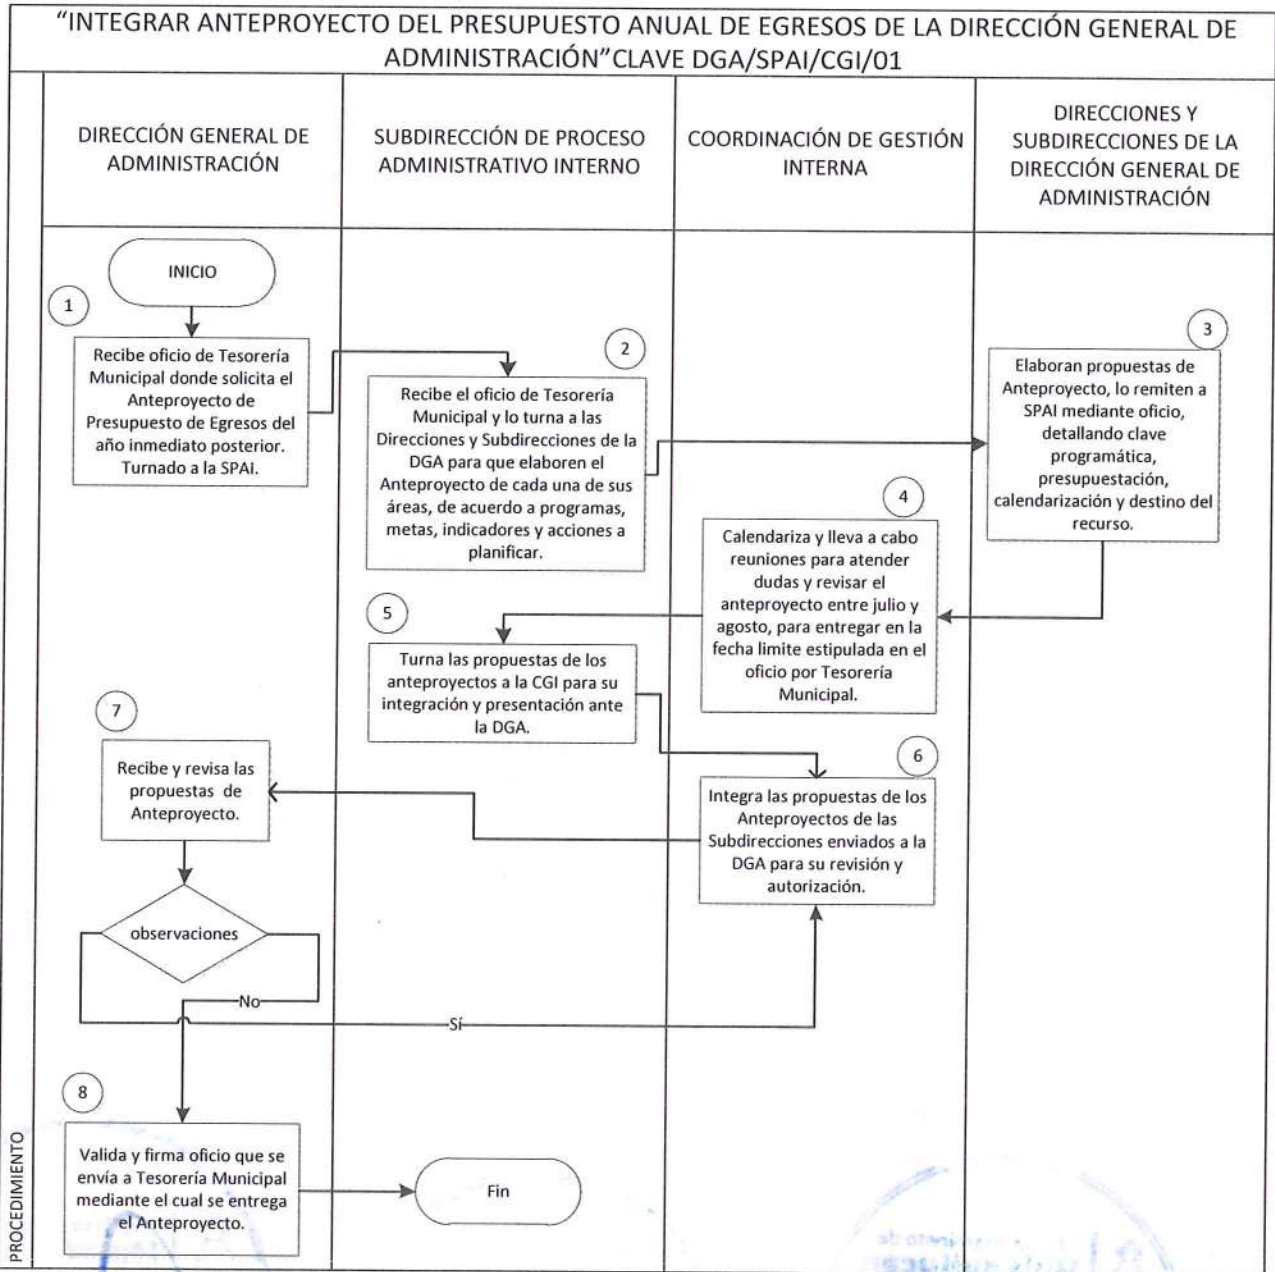 “INTEGRAR ANTEPROYECTO DEL PRESUPUESTO ANUAL DE EGRESOS DE LA DIRECCIÓN GENERAL DE
ADMINISTRACIÓN”CLAVE DGA/SPAI/CGI/01
DIRECCIÓN GENERAL DE
ADMINISTRACIÓN
SUBDIRECCIÓN DE PROCESO
ADMINISTRATIVO INTERNO
COORDINACIÓN DE GESTIÓN
INTERNA
DIRECCIONES Y
SUBDIRECCIONES DE LA
DIRECCIÓN GENERAL DE
ADMINISTRACIÓN
INICIO
1
Recibe oficio de Tesorería
Municipal donde solicita el
Anteproyecto de
Presupuesto de Egresos del
año inmediato posterior.
Turnado a la SPAI.
2
Recibe el oficio de Tesorería
Municipal y lo turna a las
Direcciones y Subdirecciones de la
DGA para que elaboren el
Anteproyecto de cada una de sus
áreas, de acuerdo a programas,
metas, indicadores y acciones a
planificar.
3
Elaboran propuestas de
Anteproyecto, lo remiten a
SPAI mediante oficio,
detallando clave
programática,
presupuestación,
calendarización y destino del
recurso.
4
Calendariza y lleva a cabo
reuniones para atender
dudas y revisar el
anteproyecto entre julio y
agosto, para entregar en la
fecha limite estipulada en el
oficio por Tesorería
Municipal.
5
Turna las propuestas de los
anteproyectos a la CGI para su
integración y presentación ante
la DGA.
6
Integra las propuestas de los
Anteproyectos de las
Subdirecciones enviados a la
DGA para su revisión y
autorización.
7
Recibe y revisa las
propuestas de
Anteproyecto.
observaciones
No
Sí
8
Valida y firma oficio que se
envía a Tesorería Municipal
mediante el cual se entrega
el Anteproyecto.
Fin
PROCEDIMIENTO